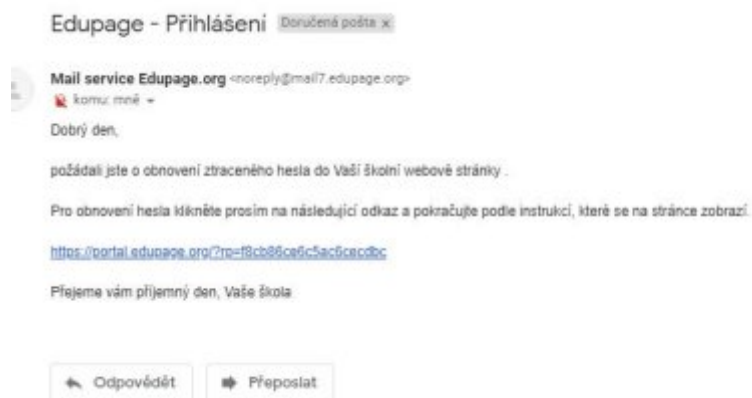 Edupage - Přihlášení Doručená pošta x
Mail service Edupage.org <noreply@mail7.edupage.org>
komu: mně
Dobrý den,
požádali jste o obnovení ztraceného hesla do Vaší školní webové stránky .
Pro obnovení hesla klikněte prosím na následující odkaz a pokračujte podle instrukcí, které se na stránce zobrazí.
https://portal.edupage.org/?rp=f8cb86ce6c5ac6cecdbc
Přejeme vám příjemný den, Vaše škola
Odpovědět Přeposlat